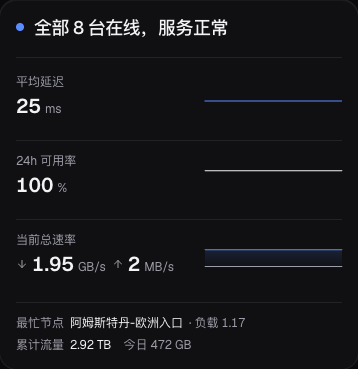 全部 8 台在线，服务正常
平均延迟
25 ms
24h 可用率
100 %
当前总速率
↓ 1.95 GB/s ↑ 2 MB/s
最忙节点 阿姆斯特丹-欧洲入口 · 负载 1.17
累计流量 2.92 TB 今日 472 GB